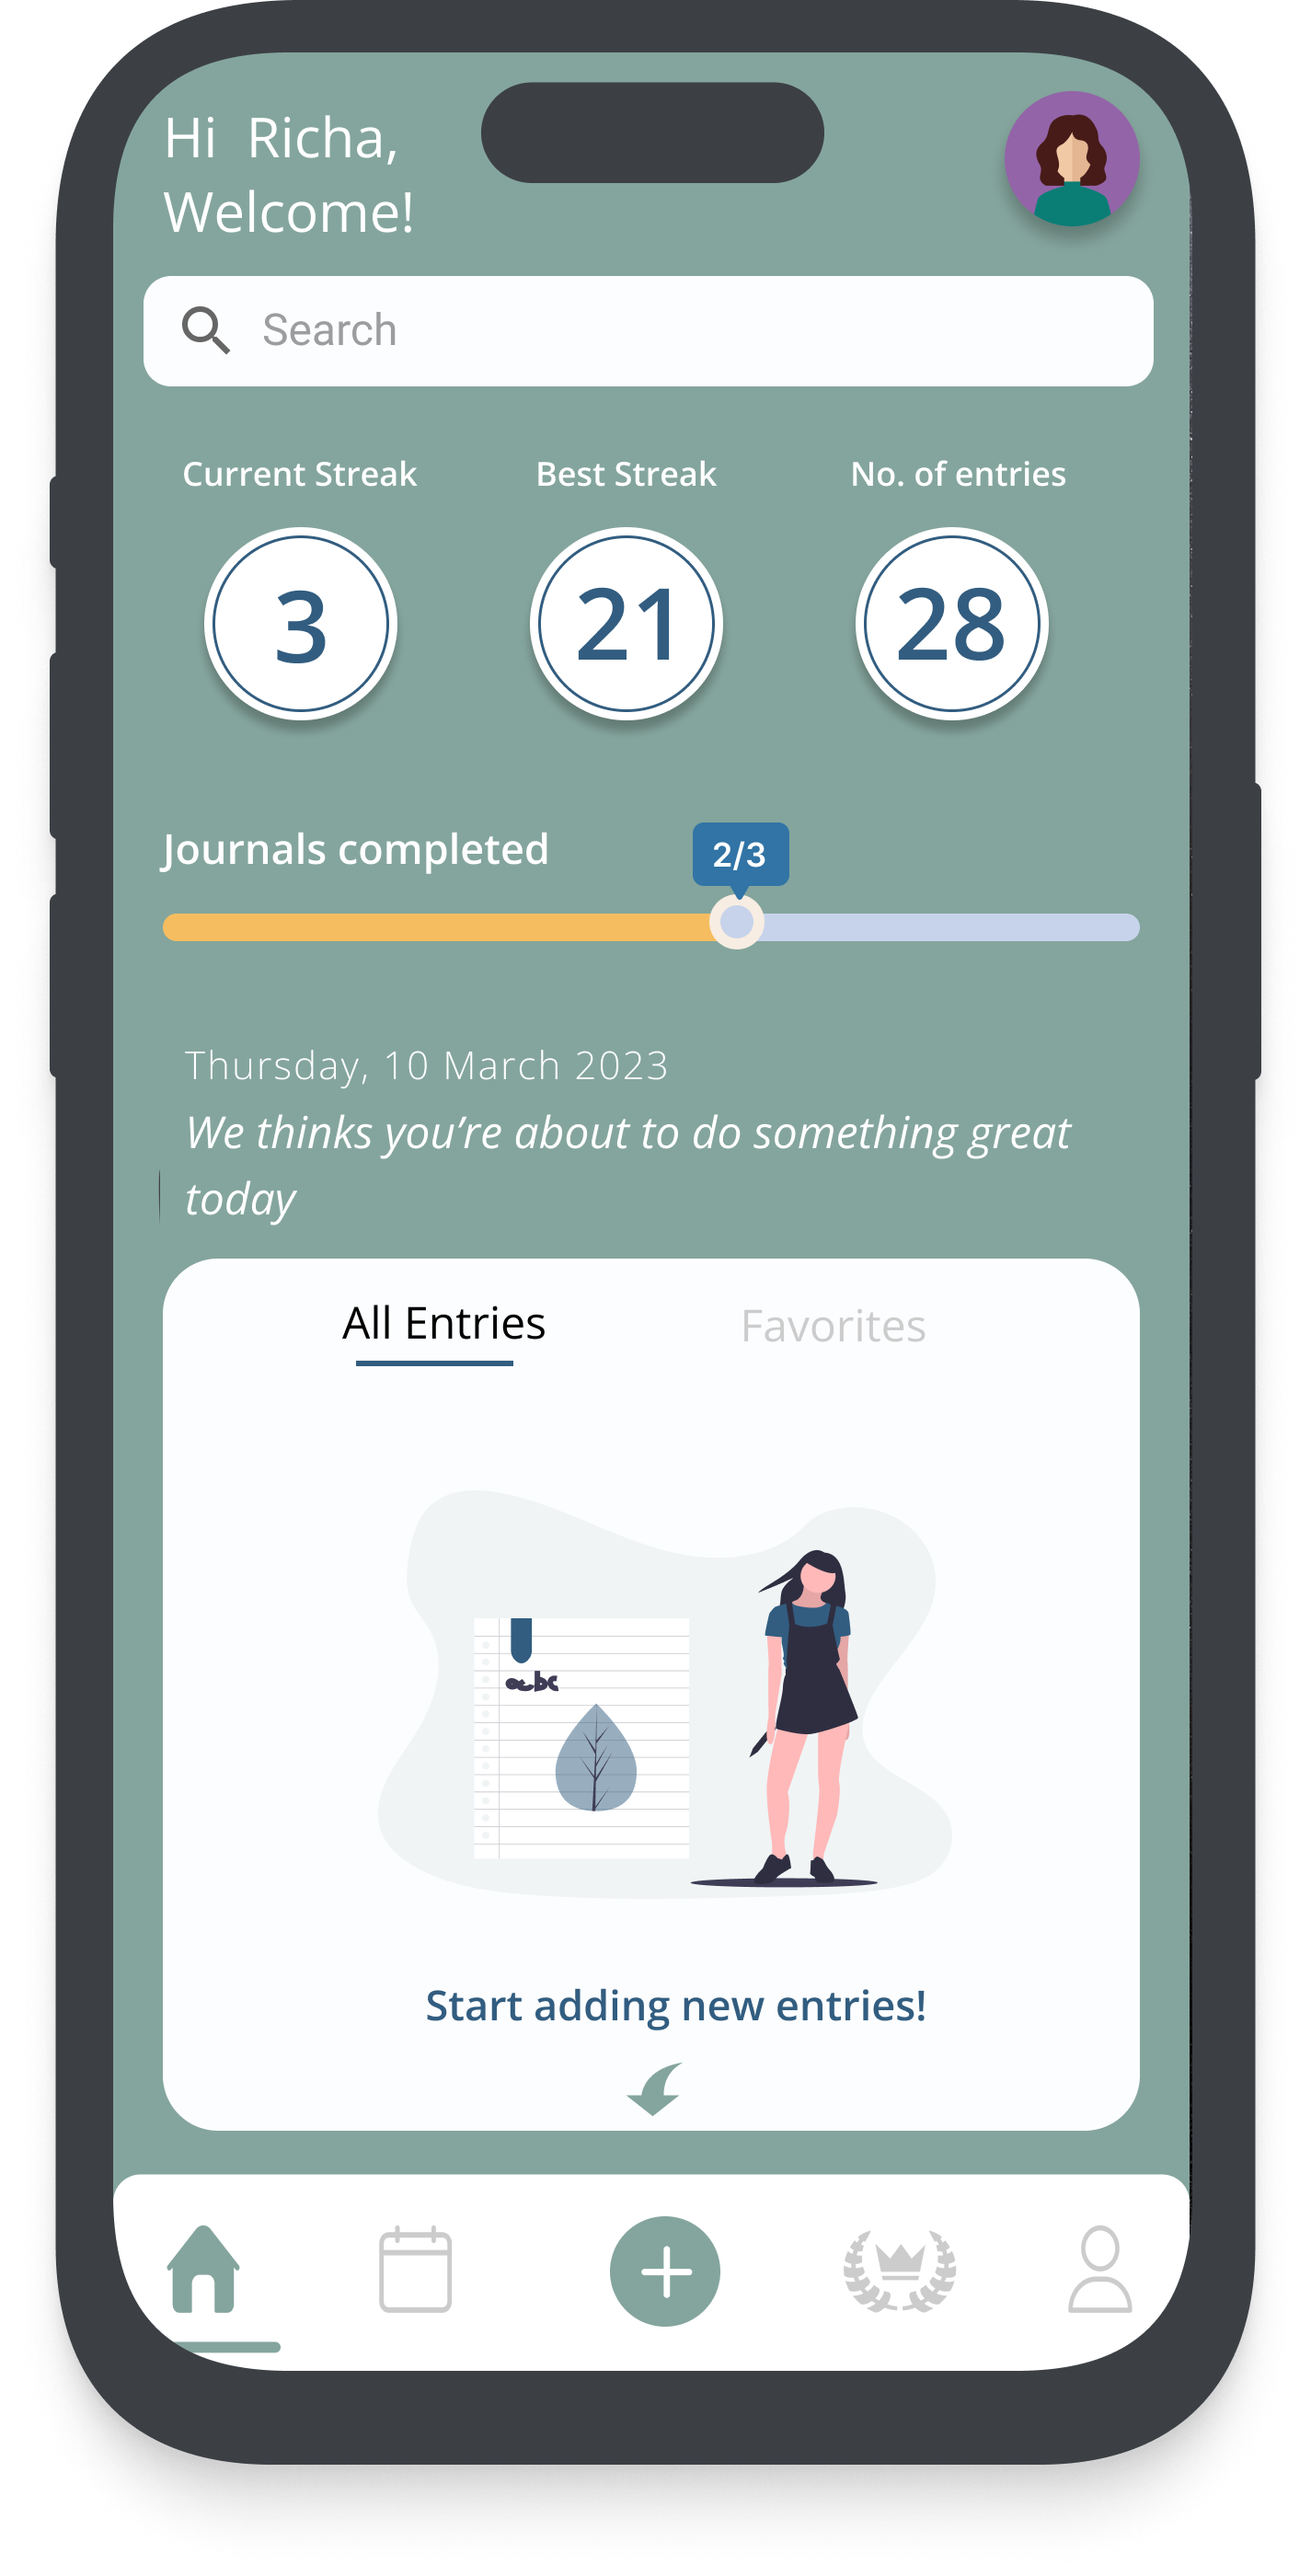 Hi Richa,
Welcome!
Search
Current Streak
Best Streak
No. of entries
3
21
28
Journals completed
2/3
Thursday, 10 March 2023
We thinks you’re about to do something great
today
All Entries
Favorites
abc
Start adding new entries!